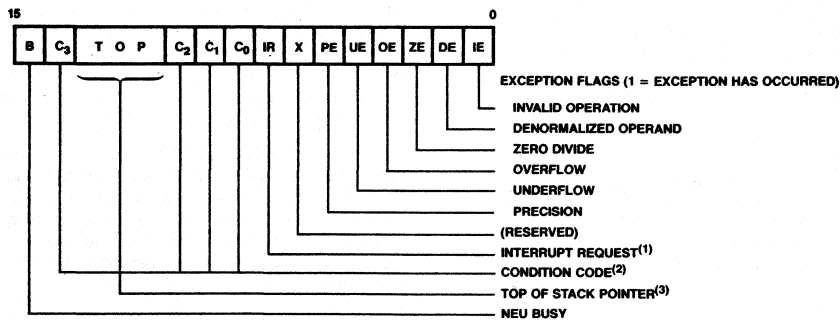 15 0
B C3 T O P C2 C1 C0 IR X PE UE OE ZE DE IE
EXCEPTION FLAGS (1 = EXCEPTION HAS OCCURRED)
INVALID OPERATION
DENORMALIZED OPERAND
ZERO DIVIDE
OVERFLOW
UNDERFLOW
PRECISION
(RESERVED)
INTERRUPT REQUEST(1)
CONDITION CODE(2)
TOP OF STACK POINTER(3)
NEU BUSY